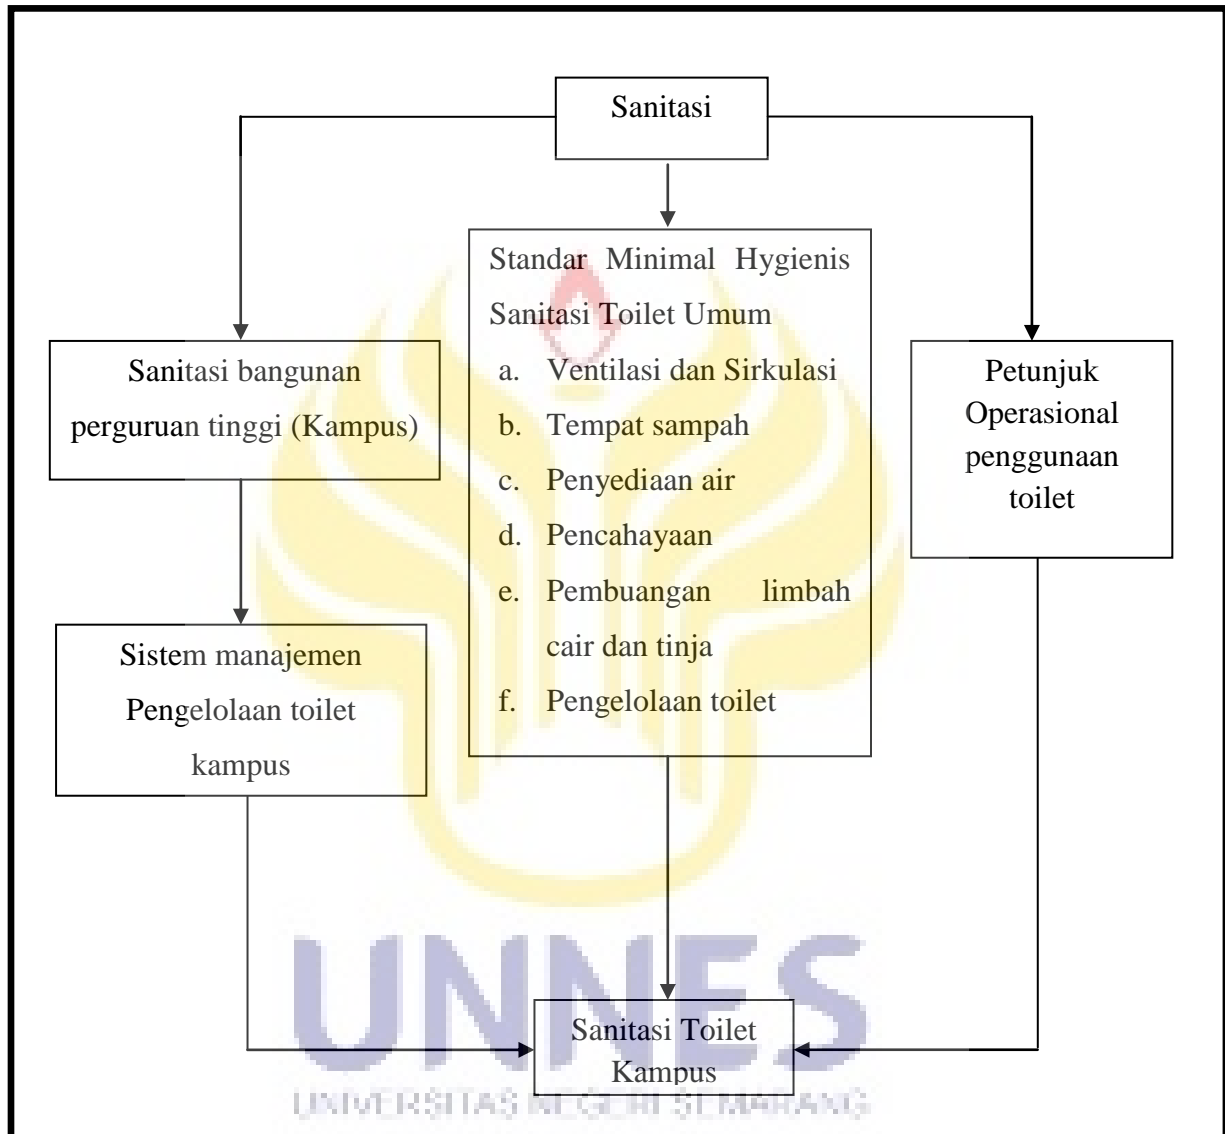 Sanitasi
Sanitasi bangunan
perguruan tinggi (Kampus)
Sistem manajemen
Pengelolaan toilet
kampus
Standar Minimal Hygienis
Sanitasi Toilet Umum
a. Ventilasi dan Sirkulasi
b. Tempat sampah
c. Penyediaan air
d. Pencahayaan
e. Pembuangan limbah
cair dan tinja
f. Pengelolaan toilet
Petunjuk
Operasional
penggunaan
toilet
Sanitasi Toilet
Kampus
UNNES
UNIVERSITAS NEGERI SEMARANG